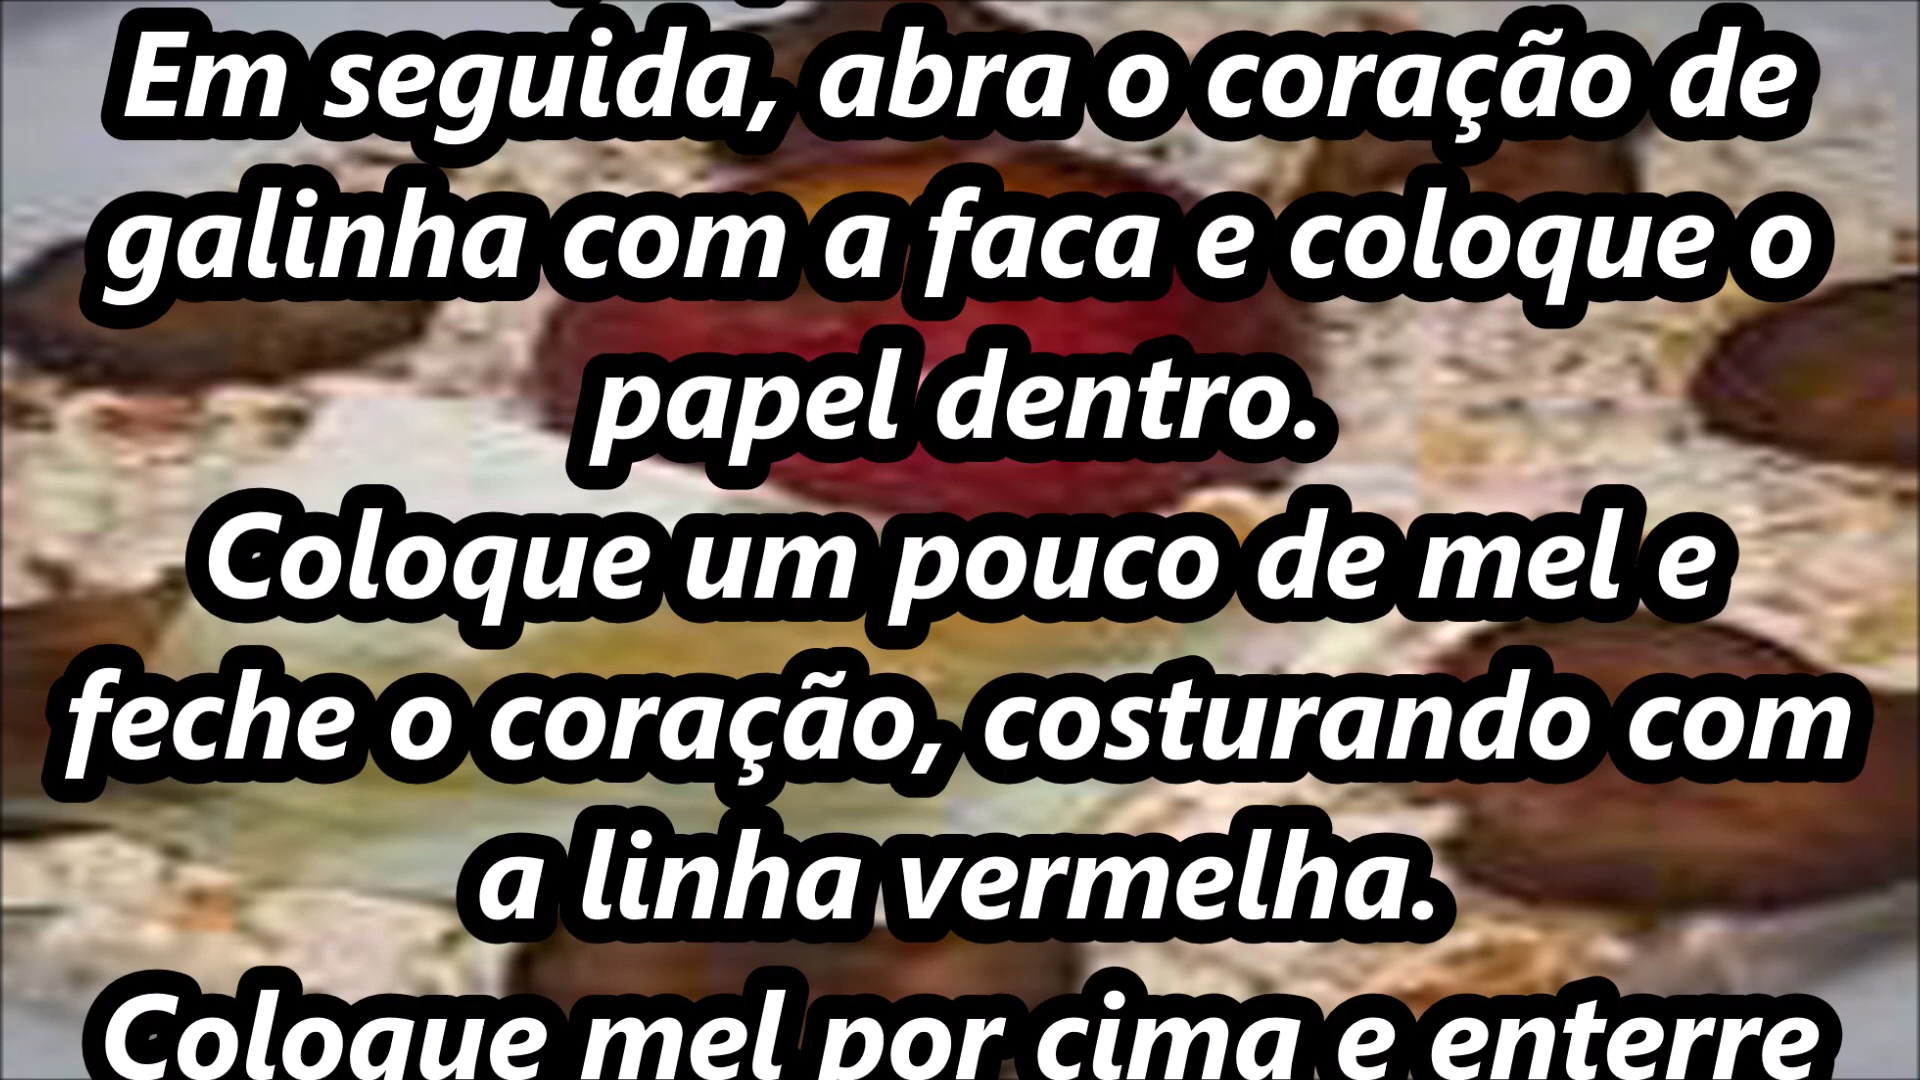 Em seguida, abra o coração de
galinha com a faca e coloque o
papel dentro.
Coloque um pouco de mel e
feche o coração, costurando com
a linha vermelha.
Coloque mel por cima e enterre